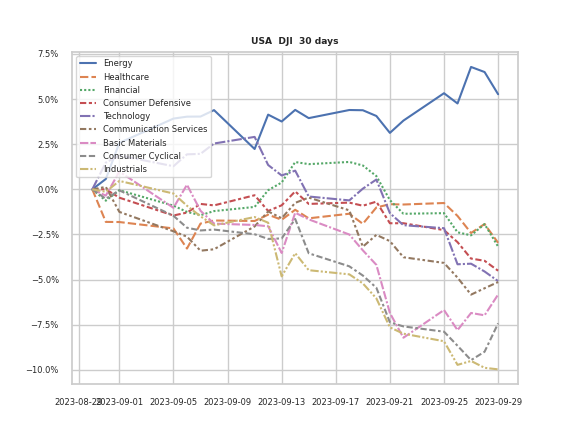 USA DJI 30 days
7.5%
5.0%
2.5%
0.0%
−2.5%
−5.0%
−7.5%
−10.0%
Energy
Healthcare
Financial
Consumer Defensive
Technology
Communication Services
Basic Materials
Consumer Cyclical
Industrials
2023-08-29 2023-09-01 2023-09-05 2023-09-09 2023-09-13 2023-09-17 2023-09-21 2023-09-25 2023-09-29